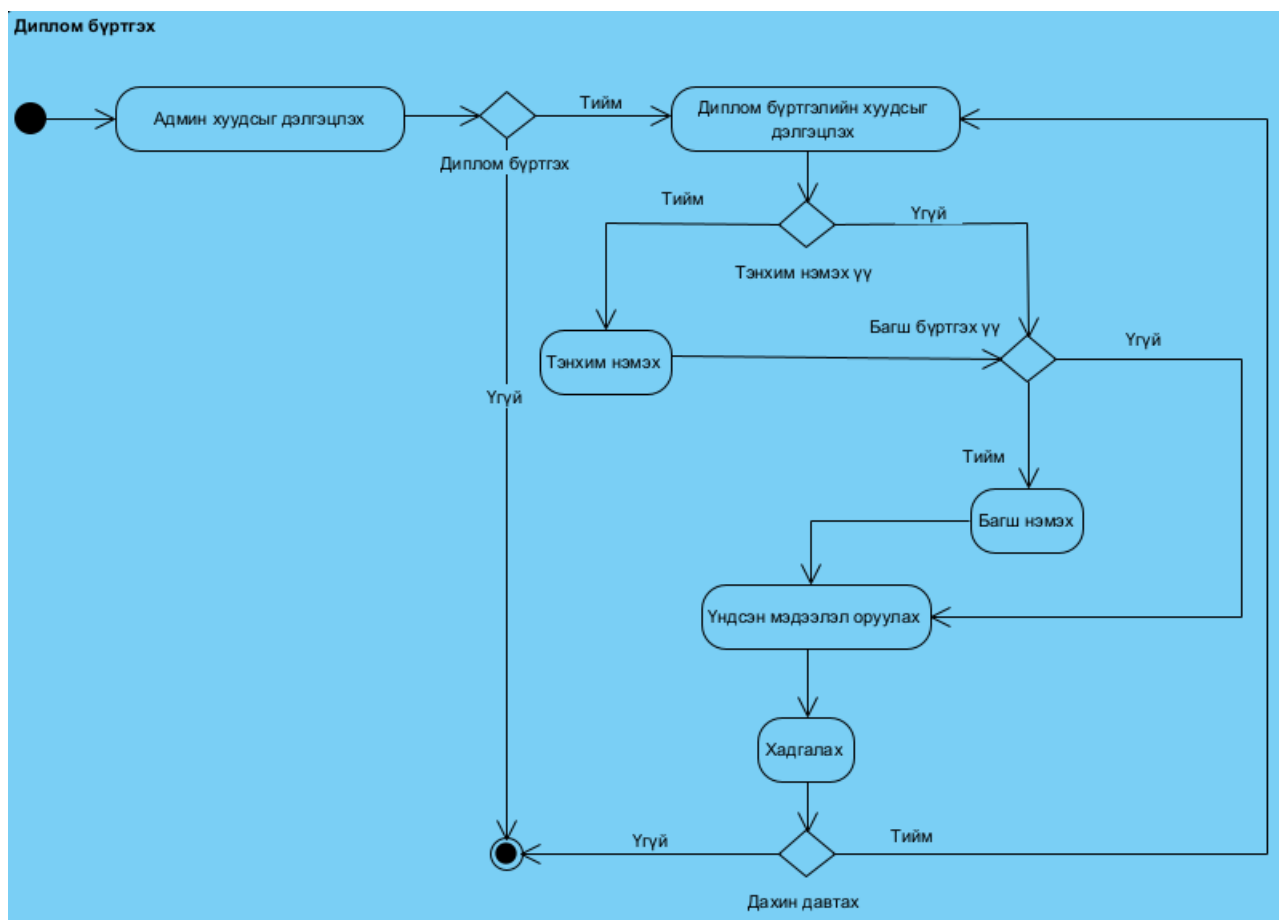 Диплом бүртгэх
Админ хуудсыг дэлгэцлэх
Тийм
Диплом бүртгэлийн хуудсыг
дэлгэцлэх
Диплом бүртгэх
Тийм
Үгүй
Тэнхим нэмэх үү
Багш бүртгэх үү
Үгүй
Тэнхим нэмэх
Үгүй
Тийм
Багш нэмэх
Үндсэн мэдээлэл оруулах
Хадгалах
Үгүй
Тийм
Дахин давтах